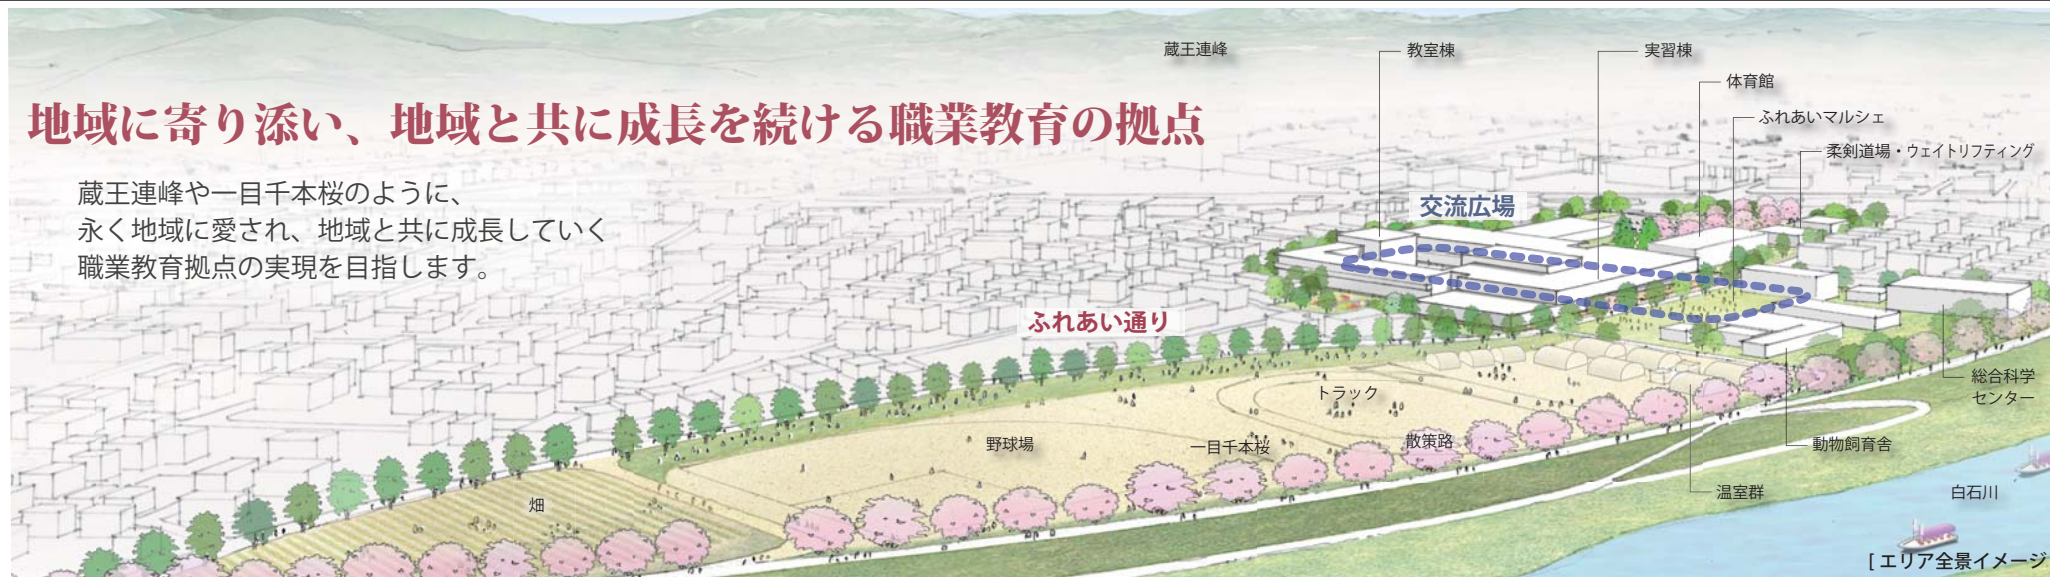 蔵王連峰
教室棟
実習棟
体育館
ふれあいマルシェ
柔剣道場・ウェイトリフティング
地域に寄り添い、地域と共に成長を続ける職業教育の拠点
蔵王連峰や一目千本桜のように、
永く地域に愛され、地域と共に成長していく
職業教育拠点の実現を目指します。
交流広場
ふれあい通り
総合科学
センター
トラック
野球場
一目千本桜
散策路
動物飼育舎
畑
温室群
白石川
[ エリア全景イメージ